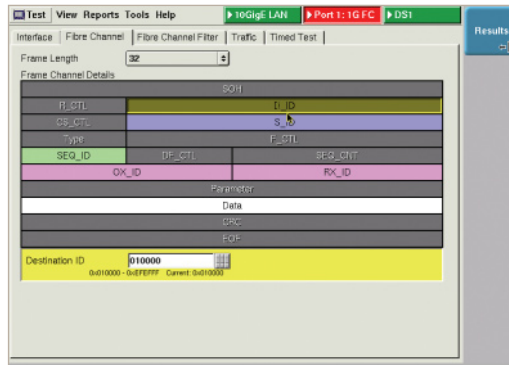 Test View Reports Tools Help 10GigE LAN Port 1: 1G FC DS1
Results
Interface Fibre Channel Fibre Channel Filter Traffic Timed Test
Frame Length 32
Frame Channel Details
SOH
R_CTL D_ID
CS_CTL S_ID
Type F_CTL
SEQ_ID DF_CTL SEQ_CNT
OX_ID RX_ID
Parameter
Data
CRC
EOF
Destination ID 010000
0x010000 - 0xEFEFFF Current: 0x010000